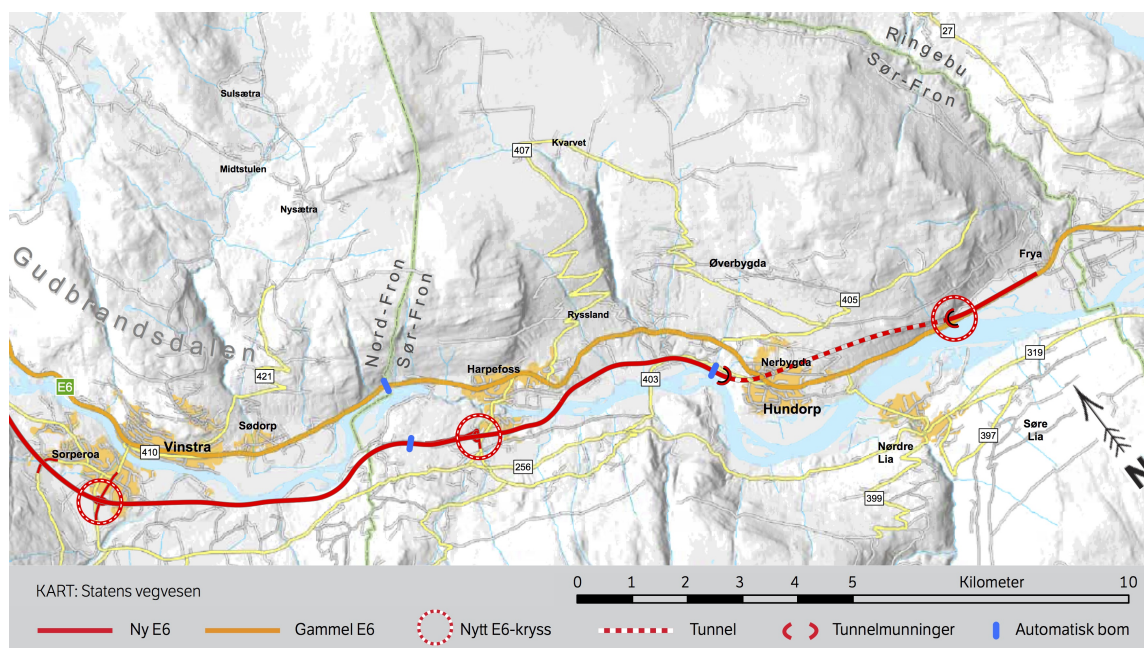 Ringebu
Sør-Fron
27
Sulsætra
Kvarvet
407
Midtstulen
Nysætra
Gudbrandsdalen
Nord-Fron
Sør-Fron
Øverbygda
Frya
405
Ryssland
319
E6
421
Harpefoss
Nerbygda
403
Hundorp
Sødorp
Vinstra
410
Sorperoa
256
Nørdre
Lia
397
Søre
Lia
399
N
KART: Statens vegvesen
0 1 2 3 4 5 Kilometer 10
Ny E6
Gammel E6
Nytt E6-kryss
Tunnel
Tunnelmunninger
Automatisk bom